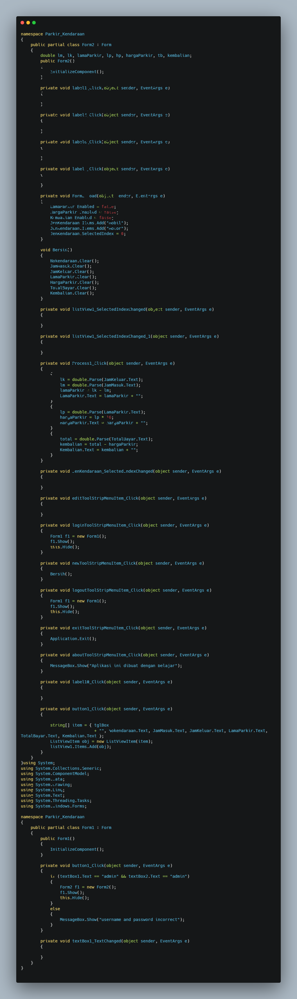 namespace Parkir_Kendaraan
{
    public partial class Form2 : Form
    {
        double lm, lk, lamaParkir, lp, hp, hargaParkir, tb, kembalian;
        public Form2()
        {
            InitializeComponent();
        }
        private void label1_Click(object sender, EventArgs e)
        {
        }
        private void label4_Click(object sender, EventArgs e)
        {
        }
        private void _Click(object sender, EventArgs e)
        {
        }
        private void _Click(object sender, EventArgs e)
        {
        }
        private void Form2_Load(object sender, EventArgs e)
        {
            LamaParkir.Enabled = false;
            HargaParkir.Enabled = false;
            Kembalian.Enabled = false;
            JenKendaraan.Items.Add("Mobil");
            JenKendaraan.Items.Add("Motor");
            JenKendaraan.SelectedIndex = 0;
        }
        void Bersih()
        {
            Nokendaraan.Clear();
            JamMasuk.Clear();
            JamKeluar.Clear();
            LamaParkir.Clear();
            HargaParkir.Clear();
            TotalBayar.Clear();
            Kembalian.Clear();
        }
        private void listView1_SelectedIndexChanged(object sender, EventArgs e)
        {
        }
        private void listView1_SelectedIndexChanged_1(object sender, EventArgs e)
        {
        }
        private void Process1_Click(object sender, EventArgs e)
        {
            {
                lk = double.Parse(JamKeluar.Text);
                lm = double.Parse(JamMasuk.Text);
                lamaParkir = lk - lm;
                LamaParkir.Text = lamaParkir + "";
            }
            {
                lp = double.Parse(LamaParkir.Text);
                hargaParkir = lp * 16;
                HargaParkir.Text = hargaParkir + "";
            }
            {
                total = double.Parse(TotalBayar.Text);
                kembalian = total - hargaParkir;
                Kembalian.Text = kembalian + "";
            }
        }
        private void JenKendaraan_SelectedIndexChanged(object sender, EventArgs e)
        {
        }
        private void editToolStripMenuItem_Click(object sender, EventArgs e)
        {
        }
        private void loginToolStripMenuItem_Click(object sender, EventArgs e)
        {
            Form1 f1 = new Form1();
            f1.Show();
            this.Hide();
        }
        private void newToolStripMenuItem_Click(object sender, EventArgs e)
        {
            Bersih();
        }
        private void logoutToolStripMenuItem_Click(object sender, EventArgs e)
        {
            Form1 f1 = new Form1();
            f1.Show();
            this.Hide();
        }
        private void exitToolStripMenuItem_Click(object sender, EventArgs e)
        {
            Application.Exit();
        }
        private void aboutToolStripMenuItem_Click(object sender, EventArgs e)
        {
            MessageBox.Show("Aplikasi ini dibuat dengan belajar");
        }
        private void label10_Click(object sender, EventArgs e)
        {
        }
        private void button1_Click(object sender, EventArgs e)
        {
            string[] item = { tglBox
                              + "", Nokendaraan.Text, JamMasuk.Text, JamKeluar.Text, LamaParkir.Text,
TotalBayar.Text, Kembalian.Text };
            ListViewItem obj = new ListViewItem(item);
            listView1.Items.Add(obj);
        }
    }
}using System;
using System.Collections.Generic;
using System.ComponentModel;
using System.Data;
using System.Drawing;
using System.Linq;
using System.Text;
using System.Threading.Tasks;
using System.Windows.Forms;
namespace Parkir_Kendaraan
{
    public partial class Form1 : Form
    {
        public Form1()
        {
            InitializeComponent();
        }
        private void button1_Click(object sender, EventArgs e)
        {
            if (textBox1.Text == "admin" && textBox2.Text == "admin")
            {
                Form2 f1 = new Form2();
                f1.Show();
                this.Hide();
            }
            else
            {
                MessageBox.Show("username and password incorrect");
            }
        }
        private void textBox1_TextChanged(object sender, EventArgs e)
        {
        }
    }
}